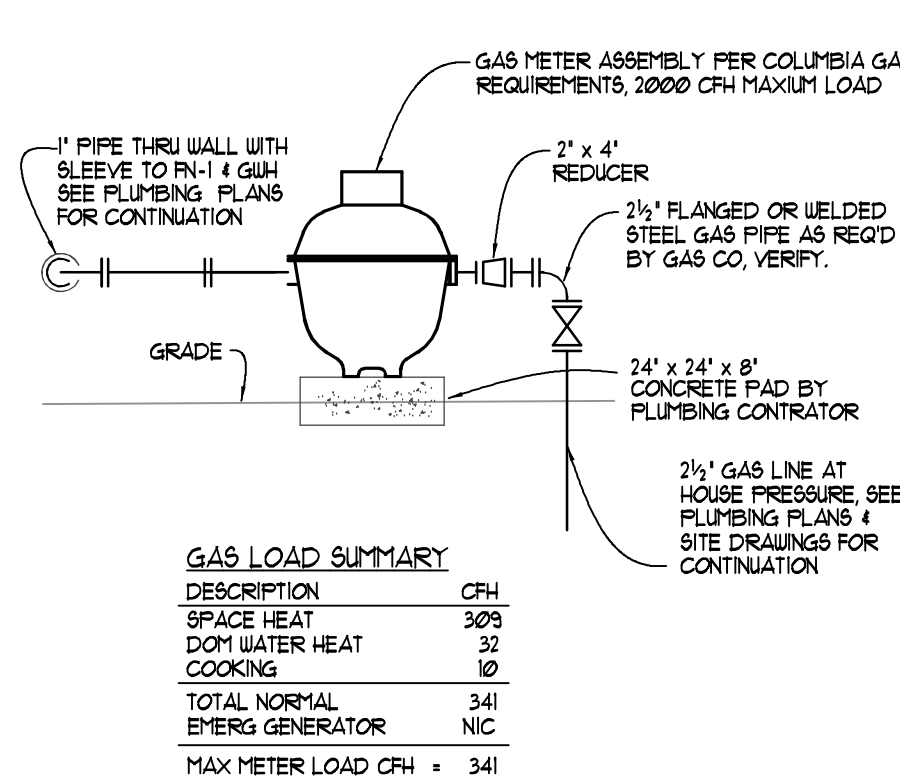 GAS METER ASSEMBLY PER COLUMBIA GA
REQUIREMENTS, 2000 CFH MAXIUM LOAD
1" PIPE THRU WALL WITH
SLEEVE TO FN-1 & GWH
SEE PLUMBING PLANS
FOR CONTINUATION
2" x 4"
REDUCER
2½" FLANGED OR WELDED
STEEL GAS PIPE AS REQ'D
BY GAS CO, VERIFY.
GRADE
24" x 24" x 8"
CONCRETE PAD BY
PLUMBING CONTRATOR
2½" GAS LINE AT
HOUSE PRESSURE, SEE
PLUMBING PLANS &
SITE DRAWINGS FOR
CONTINUATION
GAS LOAD SUMMARY
DESCRIPTION CFH
SPACE HEAT 309
DOM WATER HEAT 32
COOKING 10
TOTAL NORMAL 341
EMERG GENERATOR NIC
MAX METER LOAD CFH = 341